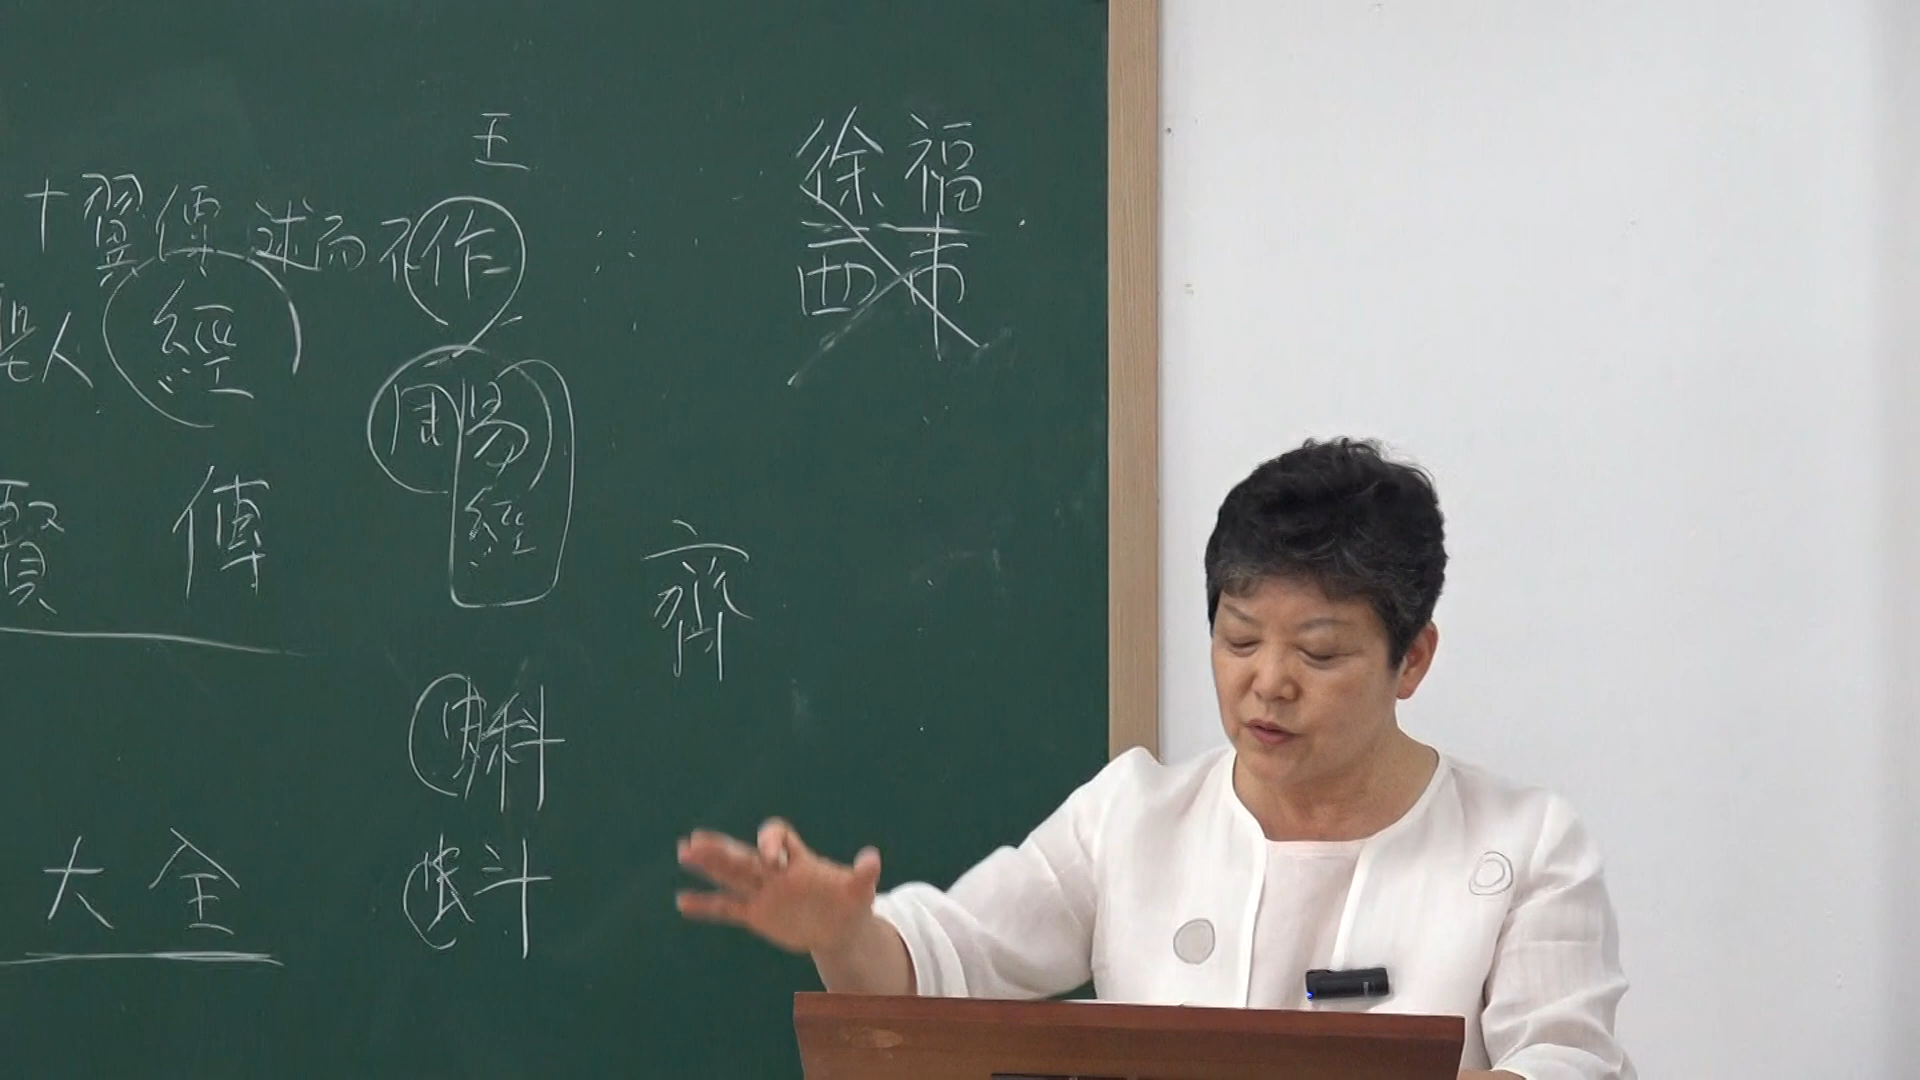 王
十翼傳 述而不作
聖人 經
周易
經
賢 傳
徐福
西市
齊
科
斗
大全